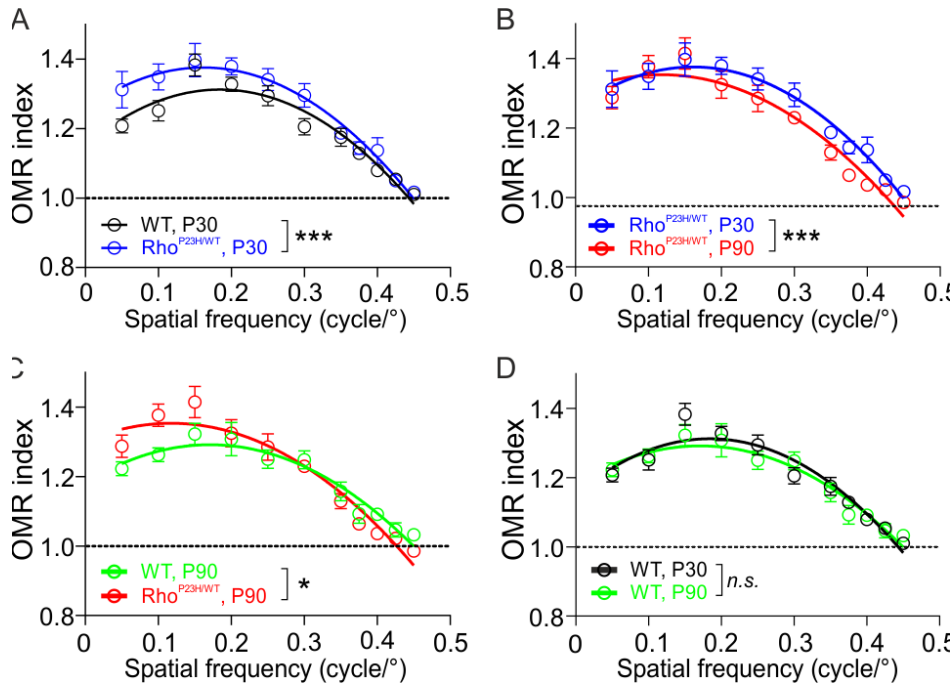 A
OMR index
1.4
1.2
1.0
0.8
WT, P30
Rho^P23H/WT, P30
***
0 0.1 0.2 0.3 0.4 0.5
Spatial frequency (cycle/°)
B
OMR index
1.4
1.2
1.0
0.8
Rho^P23H/WT, P30
Rho^P23H/WT, P90
***
0 0.1 0.2 0.3 0.4 0.5
Spatial frequency (cycle/°)
C
OMR index
1.4
1.2
1.0
0.8
WT, P90
Rho^P23H/WT, P90
*
0 0.1 0.2 0.3 0.4 0.5
Spatial frequency (cycle/°)
D
OMR index
1.4
1.2
1.0
0.8
WT, P30
WT, P90
n.s.
0 0.1 0.2 0.3 0.4 0.5
Spatial frequency (cycle/°)